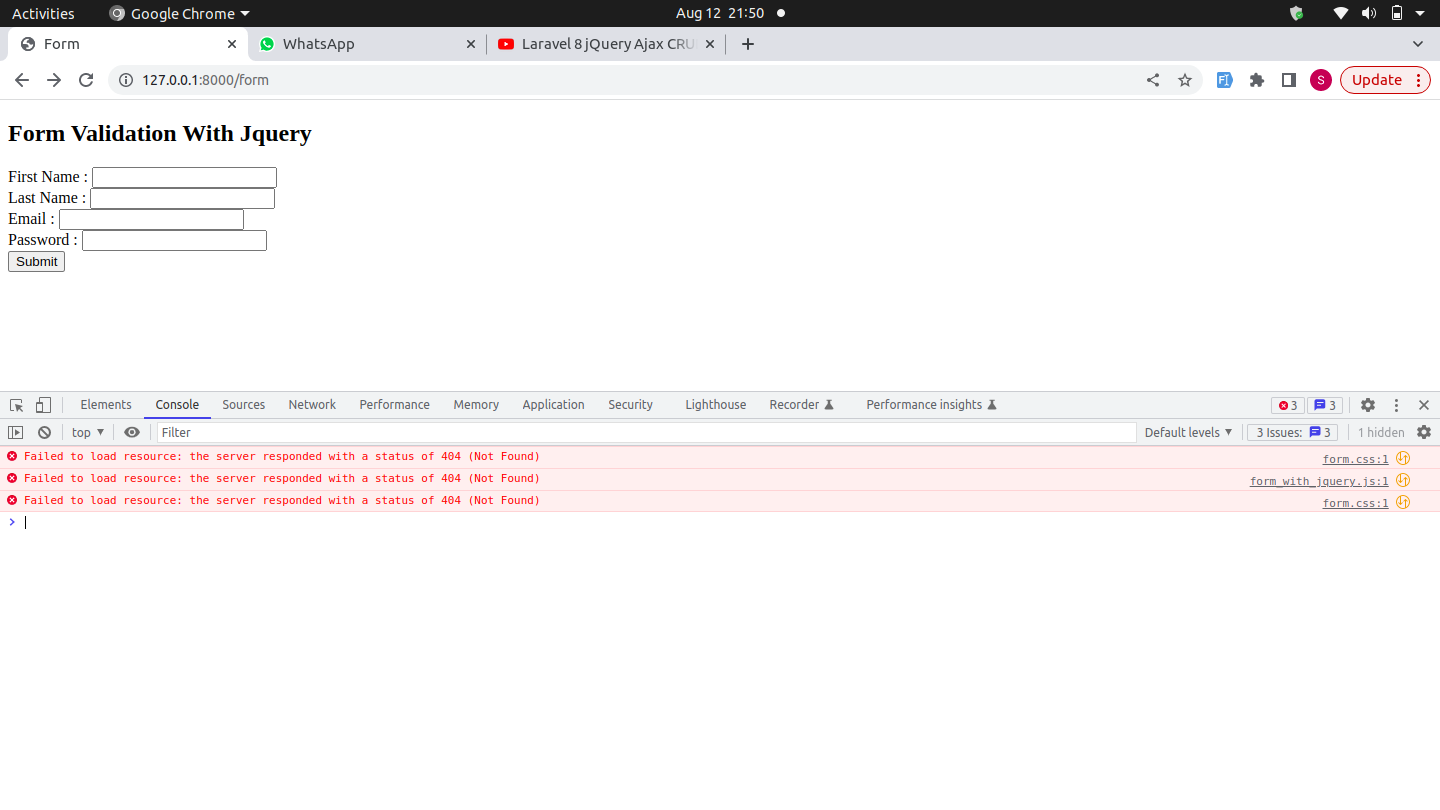 Activities Google Chrome Aug 12 21:50
Form WhatsApp Laravel 8 jQuery Ajax CRU
127.0.0.1:8000/form S Update
Form Validation With Jquery
First Name :
Last Name :
Email :
Password :
Submit
Elements Console Sources Network Performance Memory Application Security Lighthouse Recorder Performance insights 3 3
top Filter Default levels 3 Issues: 3 1 hidden
Failed to load resource: the server responded with a status of 404 (Not Found) form.css:1
Failed to load resource: the server responded with a status of 404 (Not Found) form_with_jquery.js:1
Failed to load resource: the server responded with a status of 404 (Not Found) form.css:1